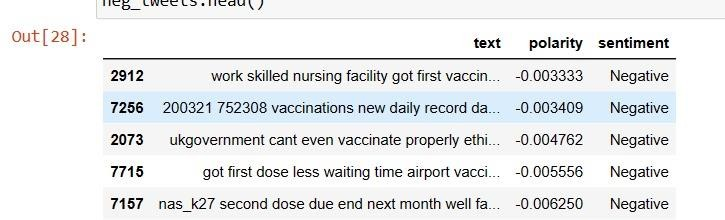 neg_tweets.head()
Out[28]:
text polarity sentiment
2912 work skilled nursing facility got first vaccin... -0.003333 Negative
7256 200321 752308 vaccinations new daily record da... -0.003409 Negative
2073 ukgovernment cant even vaccinate properly ethi... -0.004762 Negative
7715 got first dose less waiting time airport vacci... -0.005556 Negative
7157 nas_k27 second dose due end next month well fa... -0.006250 Negative